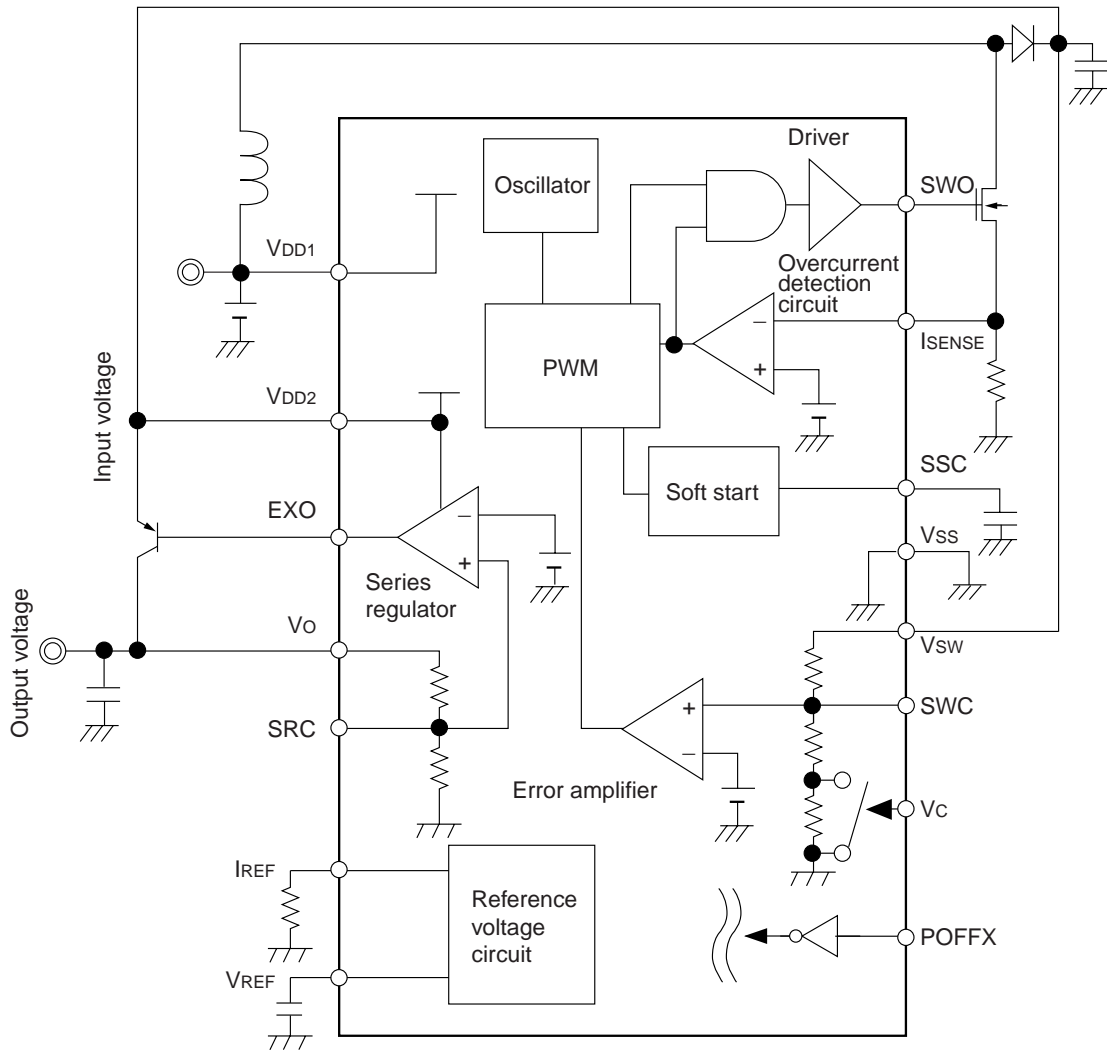 Driver
Oscillator
SWO
VDD1
Overcurrent
detection
circuit
−
+
ISENSE
PWM
Input voltage
VDD2
SSC
Soft start
EXO
−
+
VSS
Series
regulator
Output voltage
VO
VSW
SRC
+
−
SWC
Error amplifier
VC
IREF
Reference
voltage
circuit
POFFX
VREF